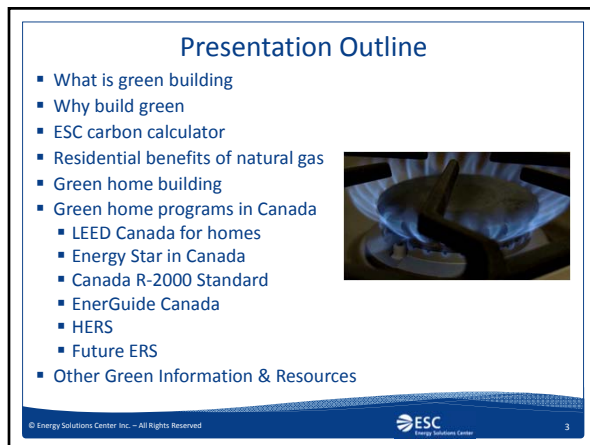 Presentation Outline
▪ What is green building
▪ Why build green
▪ ESC carbon calculator
▪ Residential benefits of natural gas
▪ Green home building
▪ Green home programs in Canada
▪ LEED Canada for homes
▪ Energy Star in Canada
▪ Canada R-2000 Standard
▪ EnerGuide Canada
▪ HERS
▪ Future ERS
▪ Other Green Information & Resources
© Energy Solutions Center Inc. – All Rights Reserved
ESC
Energy Solutions Center
3